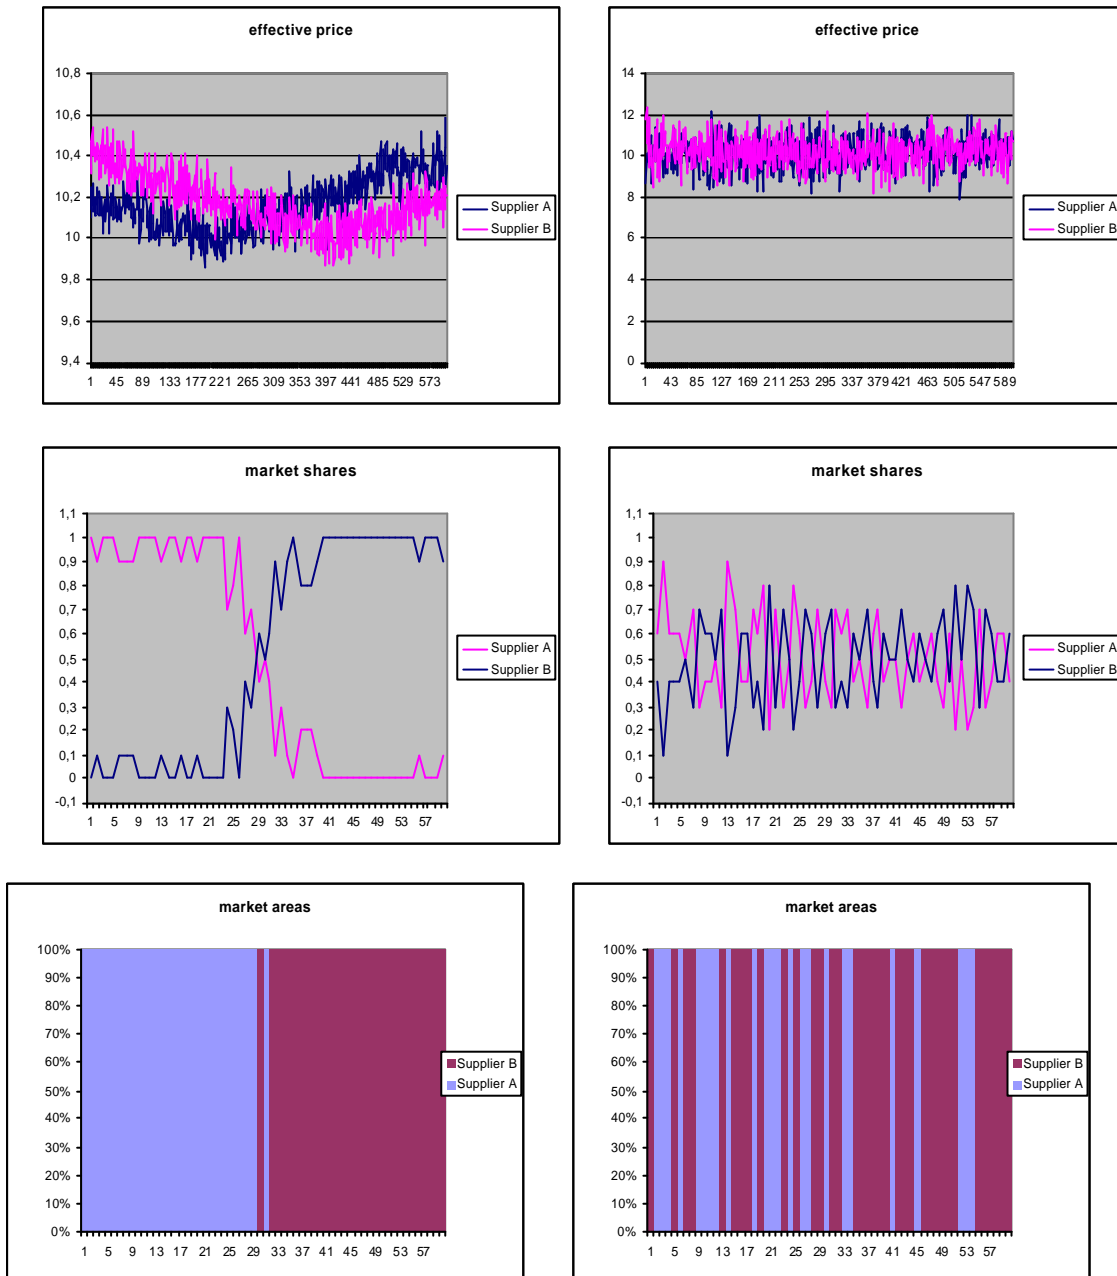 effective price
10,8
10,6
10,4
10,2
10
9,8
9,6
9,4
1 45 89 133 177 221 265 309 353 397 441 485 529 573
Supplier A
Supplier B
effective price
14
12
10
8
6
4
2
0
1 43 85 127 169 211 253 295 337 379 421 463 505 547 589
Supplier A
Supplier B
market shares
1,1
1
0,9
0,8
0,7
0,6
0,5
0,4
0,3
0,2
0,1
0
-0,1
1 5 9 13 17 21 25 29 33 37 41 45 49 53 57
Supplier A
Supplier B
market shares
1,1
1
0,9
0,8
0,7
0,6
0,5
0,4
0,3
0,2
0,1
0
-0,1
1 5 9 13 17 21 25 29 33 37 41 45 49 53 57
Supplier A
Supplier B
market areas
100%
90%
80%
70%
60%
50%
40%
30%
20%
10%
0%
1 5 9 13 17 21 25 29 33 37 41 45 49 53 57
Supplier B
Supplier A
market areas
100%
90%
80%
70%
60%
50%
40%
30%
20%
10%
0%
1 5 9 13 17 21 25 29 33 37 41 45 49 53 57
Supplier B
Supplier A